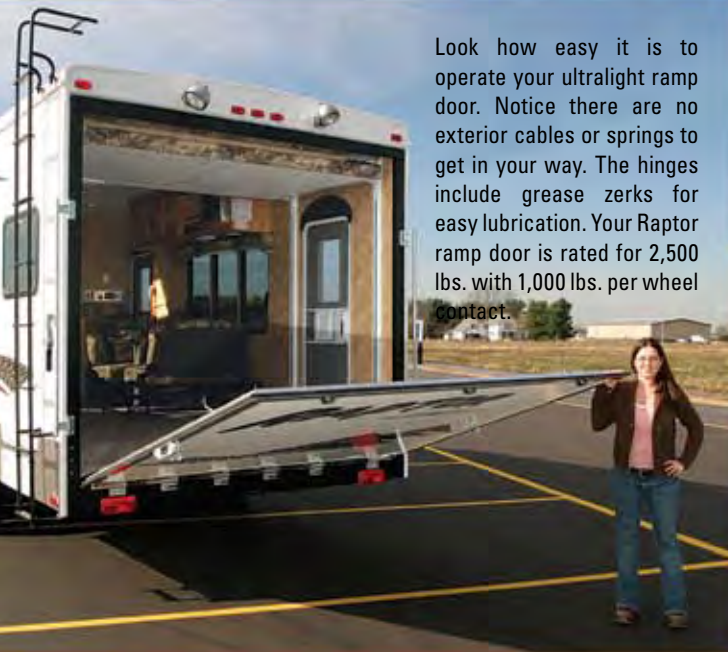 Look how easy it is to
operate your ultralight ramp
door. Notice there are no
exterior cables or springs to
get in your way. The hinges
include grease zerks for
easy lubrication. Your Raptor
ramp door is rated for 2,500
lbs. with 1,000 lbs. per wheel
contact.